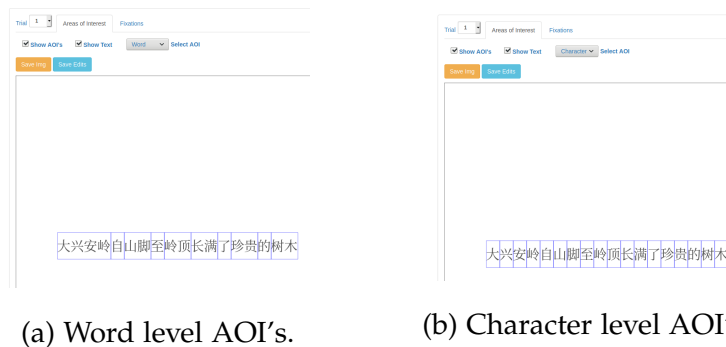 Trial 1 Areas of Interest Fixations
Show AOI's Show Text Word Select AOI
Save Img Save Edits
大兴安岭自山脚至岭顶长满了珍贵的树木
(a) Word level AOI's.
Trial 1 Areas of Interest Fixations
Show AOI's Show Text Character Select AOI
Save Img Save Edits
大兴安岭自山脚至岭顶长满了珍贵的树木
(b) Character level AOI'